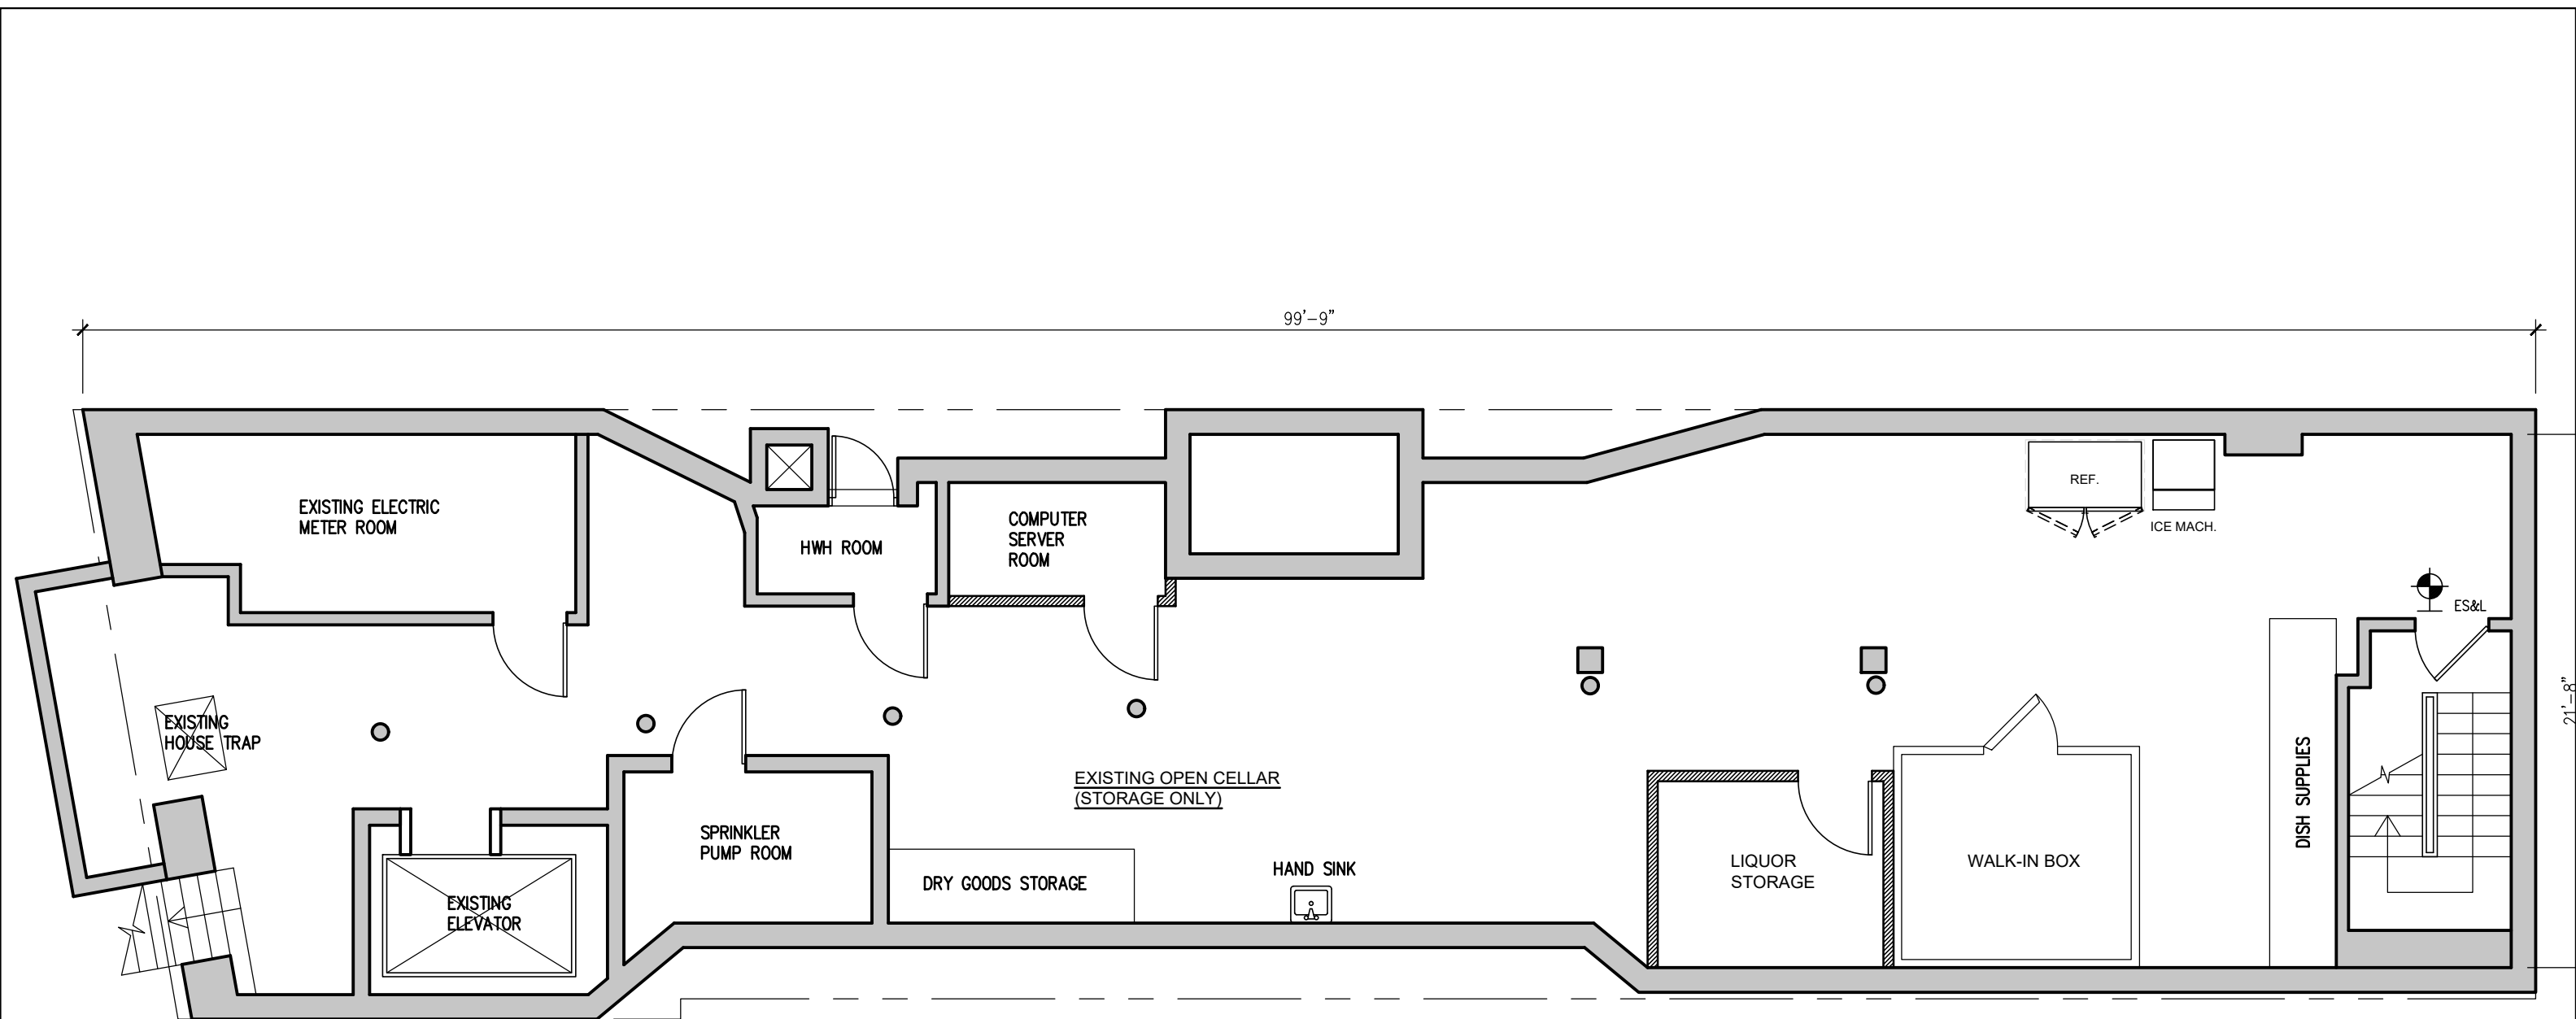 99'-9"
EXISTING ELECTRIC
METER ROOM
HWH ROOM
COMPUTER
SERVER
ROOM
REF.
ICE MACH.
ES&L
21'-8"
EXISTING
HOUSE TRAP
EXISTING OPEN CELLAR
(STORAGE ONLY)
DISH SUPPLIES
SPRINKLER
PUMP ROOM
DRY GOODS STORAGE
HAND SINK
LIQUOR
STORAGE
WALK-IN BOX
EXISTING
ELEVATOR